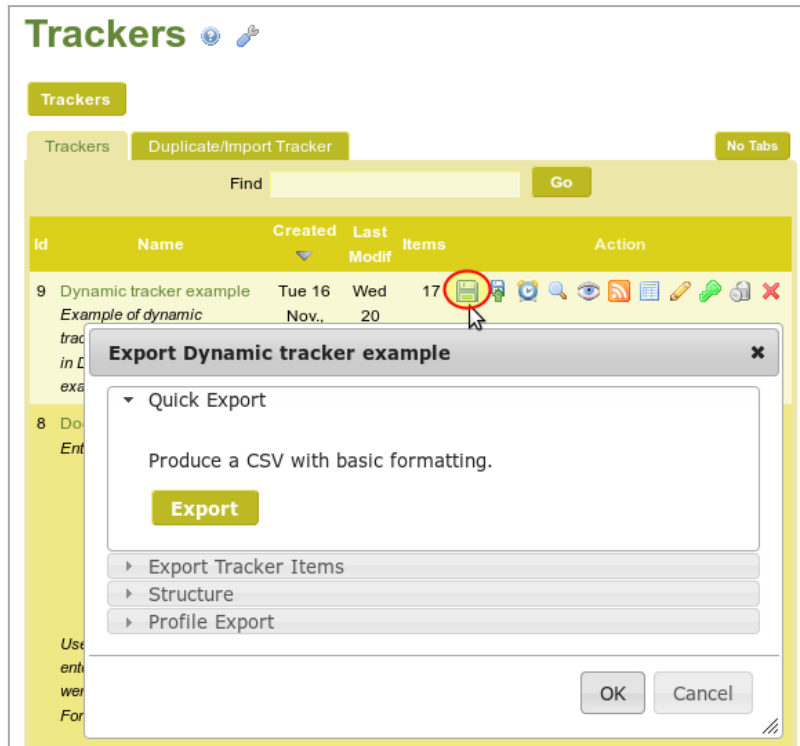 Trackers
Trackers
Trackers Duplicate/Import Tracker No Tabs
Find Go
Id Name Created Last Modif Items Action
9 Dynamic tracker example Tue 16 Wed 17
Example of dynamic Nov., 20
in
Export Dynamic tracker example
Quick Export
8
Produce a CSV with basic formatting.
Export
Export Tracker Items
Structure
Profile Export
OK Cancel